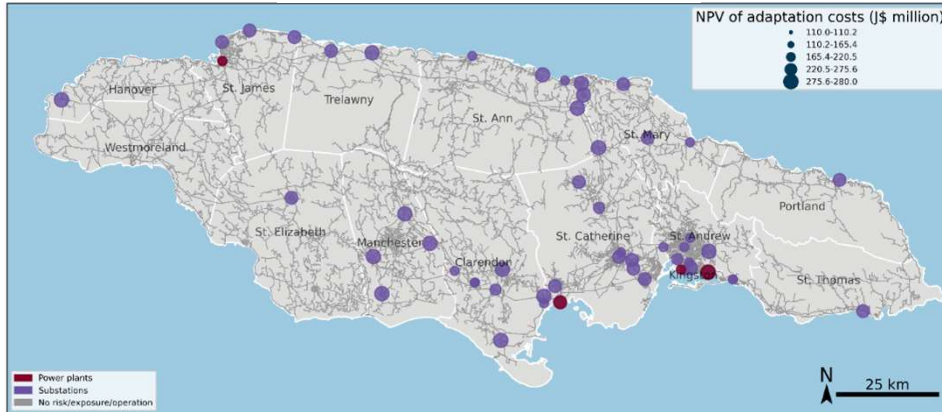 NPV of adaptation costs (J$ million)
110.0-110.2
110.2-165.4
165.4-220.5
220.5-275.6
275.6-280.0
Hanover
St. James
Trelawny
St. Ann
Westmoreland
St. Mary
Portland
St. Elizabeth
Manchester
St. Catherine
St. Andrew
Clarendon
Kingston
St. Thomas
Power plants
Substations
No risk/exposure/operation
N
25 km